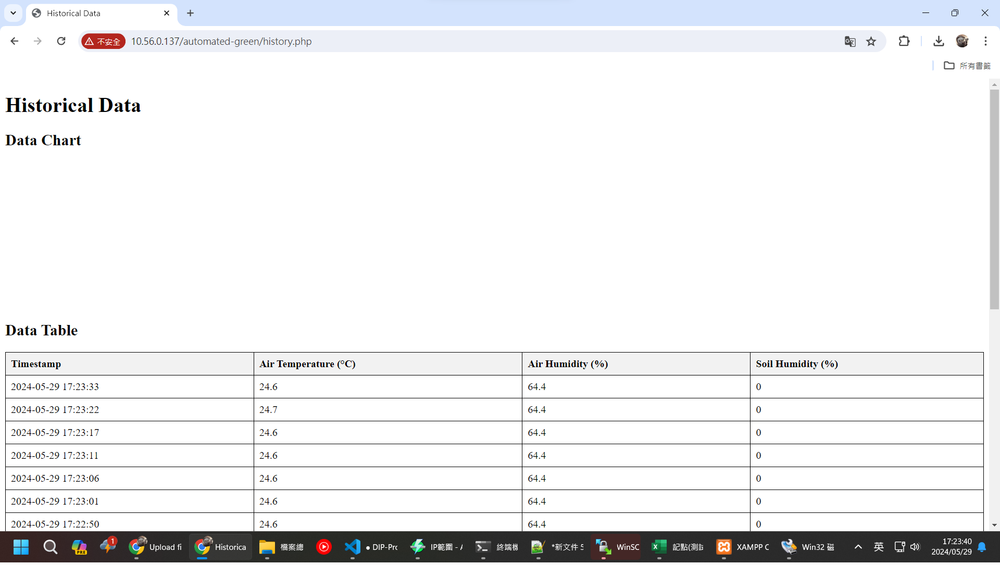 Historical Data
不安全
10.56.0.137/automated-green/history.php
所有書籤
Historical Data
Data Chart
Data Table
Timestamp Air Temperature (°C) Air Humidity (%) Soil Humidity (%)
2024-05-29 17:23:33 24.6 64.4 0
2024-05-29 17:23:22 24.7 64.4 0
2024-05-29 17:23:17 24.6 64.4 0
2024-05-29 17:23:11 24.6 64.4 0
2024-05-29 17:23:06 24.6 64.4 0
2024-05-29 17:23:01 24.6 64.4 0
2024-05-29 17:22:50 24.6 64.4 0
PRE 1 Upload fi Historica 檔案總 ● DIP-Pro IP範圍 - A 終端機 *新文件 5 WinSC 記點(測試 XAMPP C Win32 磁 英 17:23:40
2024/05/29